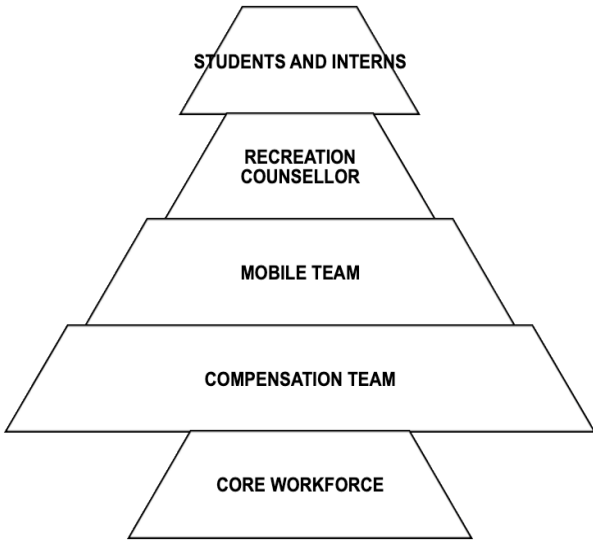 STUDENTS AND INTERNS
RECREATION
COUNSELLOR
MOBILE TEAM
COMPENSATION TEAM
CORE WORKFORCE